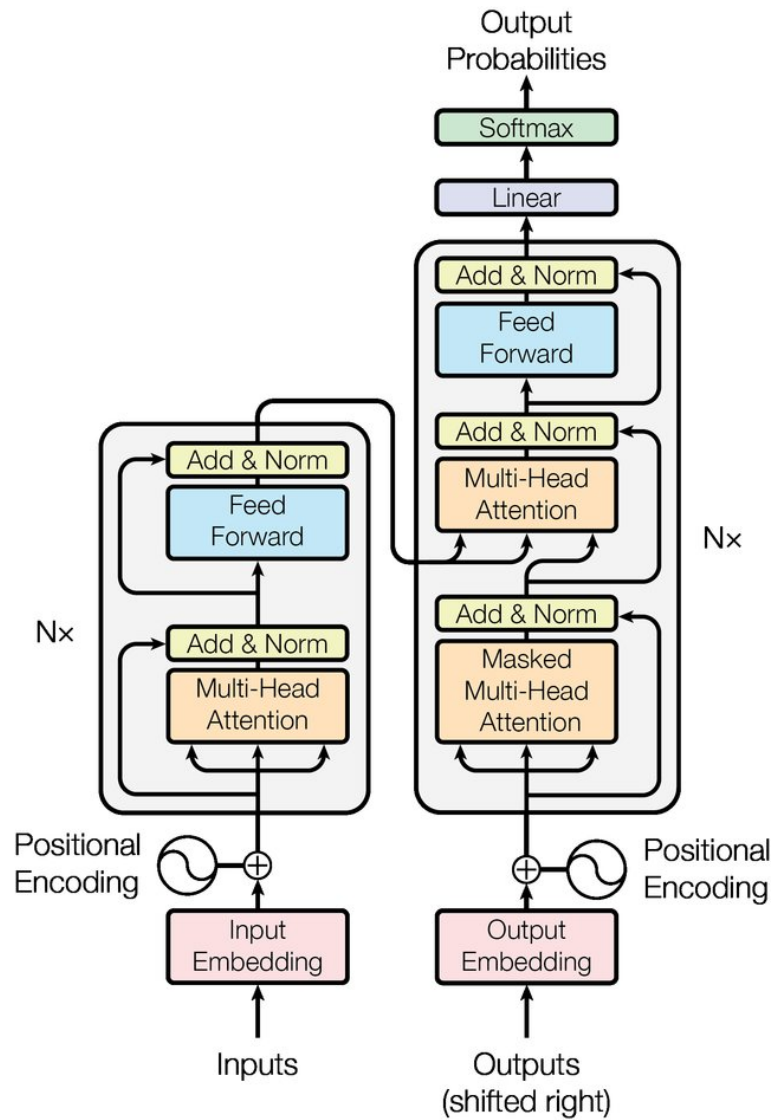 Output
Probabilities
Softmax
Linear
Add & Norm
Feed
Forward
Add & Norm
Multi-Head
Attention
Add & Norm
Masked
Multi-Head
Attention
Nx
Add & Norm
Feed
Forward
Add & Norm
Multi-Head
Attention
Nx
Positional
Encoding
Positional
Encoding
Input
Embedding
Output
Embedding
Inputs
Outputs
(shifted right)